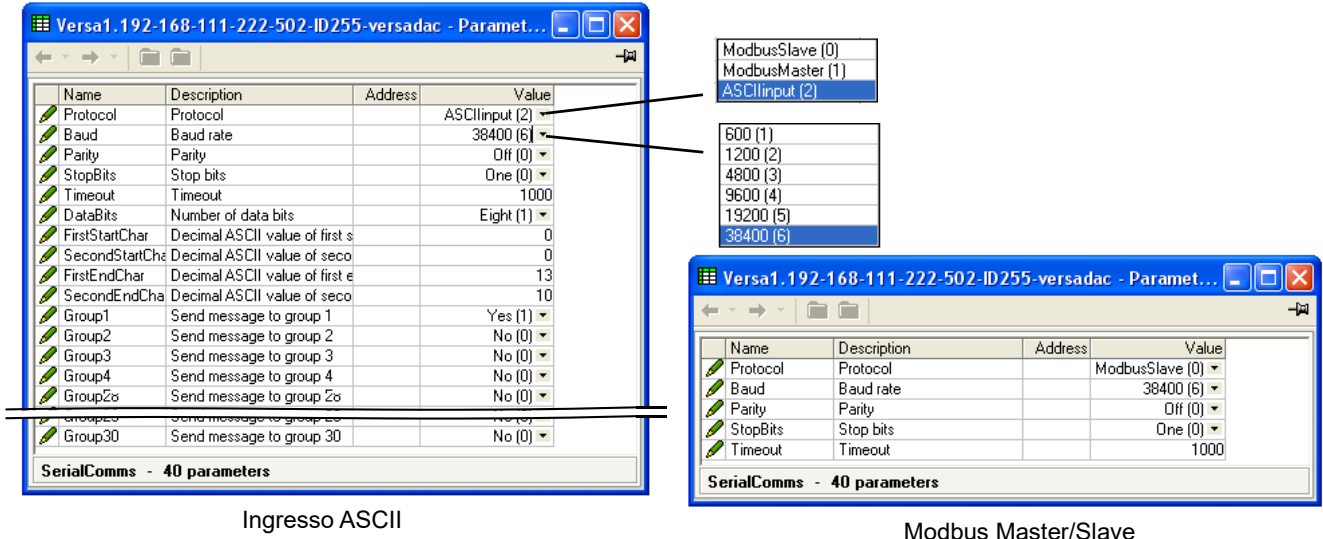 Versa1.192-168-111-222-502-ID255-versadac - Paramet...
Name Description Address Value
Protocol Protocol ASCIIinput (2)
Baud Baud rate 38400 (6)
Parity Parity Off (0)
StopBits Stop bits One (0)
Timeout Timeout 1000
DataBits Number of data bits Eight (1)
FirstStartChar Decimal ASCII value of first s 0
SecondStartCha Decimal ASCII value of seco 0
FirstEndChar Decimal ASCII value of first e 13
SecondEndCha Decimal ASCII value of seco 10
Group1 Send message to group 1 Yes (1)
Group2 Send message to group 2 No (0)
Group3 Send message to group 3 No (0)
Group4 Send message to group 4 No (0)
Group28 Send message to group 28 No (0)
Group30 Send message to group 30 No (0)
SerialComms - 40 parameters
Ingresso ASCII
ModbusSlave (0)
ModbusMaster (1)
ASCIIinput (2)
600 (1)
1200 (2)
4800 (3)
9600 (4)
19200 (5)
38400 (6)
Versa1.192-168-111-222-502-ID255-versadac - Paramet...
Name Description Address Value
Protocol Protocol ModbusSlave (0)
Baud Baud rate 38400 (6)
Parity Parity Off (0)
StopBits Stop bits One (0)
Timeout Timeout 1000
SerialComms - 40 parameters
Modbus Master/Slave